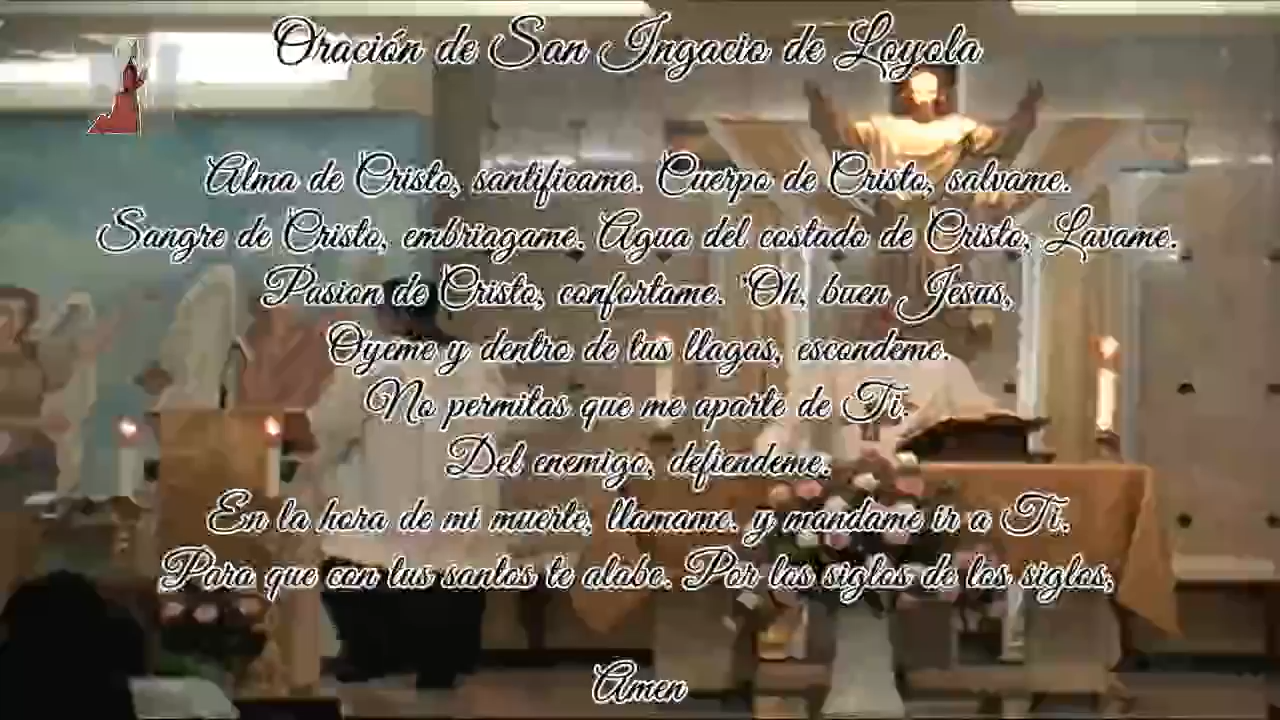 Oración de San Ingacio de Loyola
Alma de Cristo, santificame. Cuerpo de Cristo, salvame.
Sangre de Cristo, embriagame. Agua del costado de Cristo, Lavame.
Pasion de Cristo, confortame. "Oh, buen Jesus,
Oyeme y dentro de tus llagas, escondeme.
No permitas que me aparte de Ti.
Del enemigo, defiendeme.
En la hora de mi muerte, llamame. y mandame ir a Ti.
Para que con tus santos te alabe. Por los siglos de los siglos,
Amen